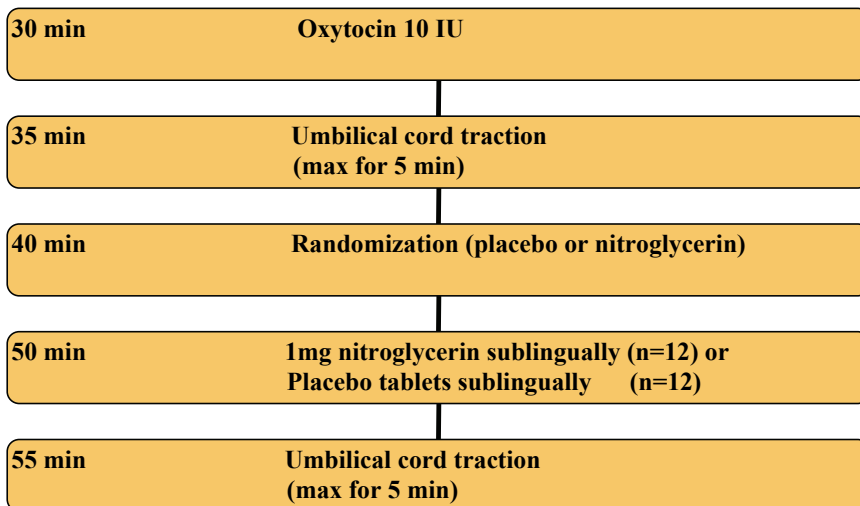 30 min Oxytocin 10 IU
35 min Umbilical cord traction
(max for 5 min)
40 min Randomization (placebo or nitroglycerin)
50 min 1mg nitroglycerin sublingually (n=12) or
Placebo tablets sublingually (n=12)
55 min Umbilical cord traction
(max for 5 min)